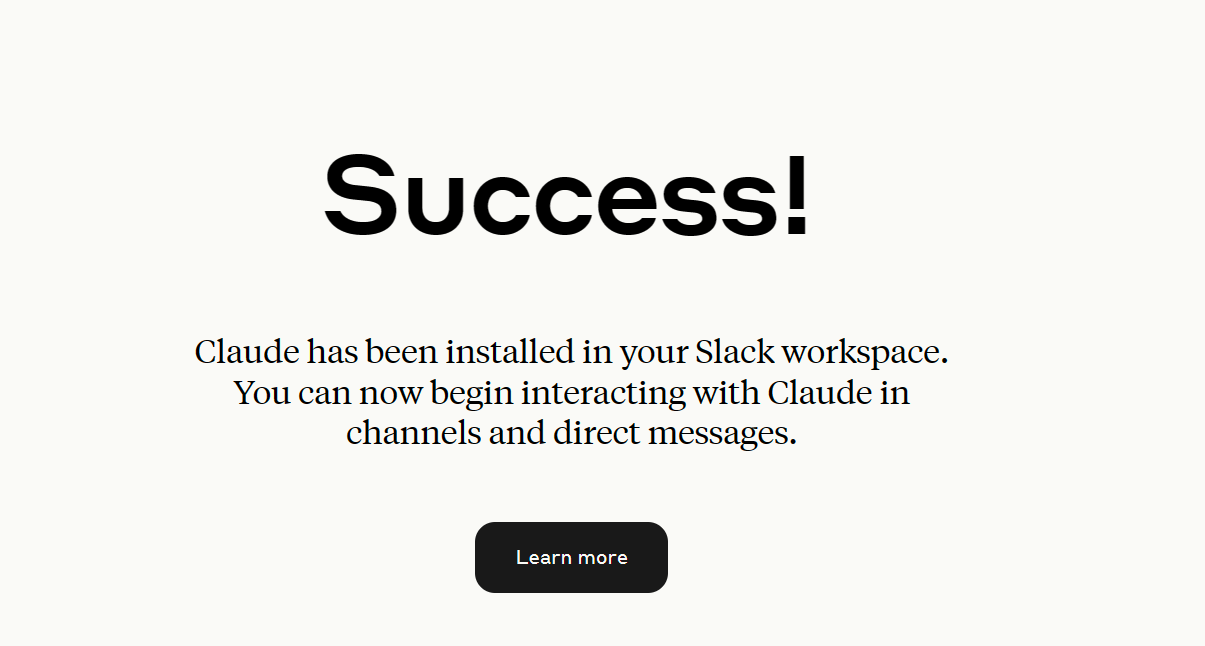 Success!
Claude has been installed in your Slack workspace.
You can now begin interacting with Claude in
channels and direct messages.
Learn more